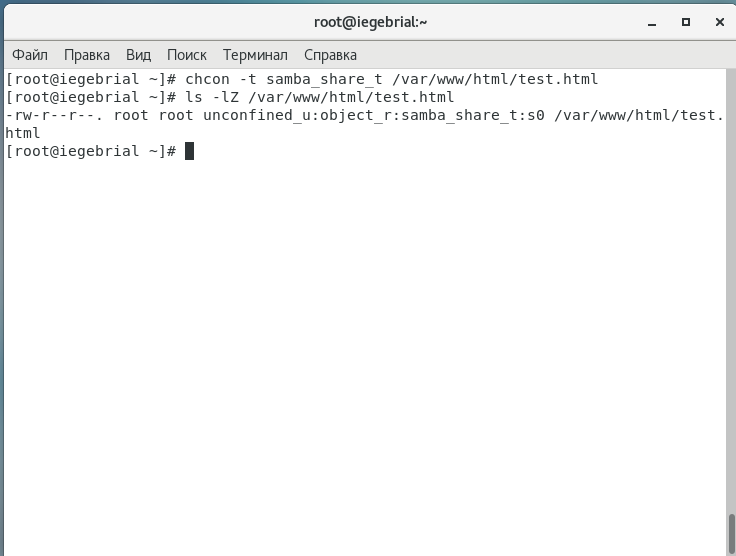 root@iegebrial:~
Файл Правка Вид Поиск Терминал Справка
[root@iegebrial ~]# chcon -t samba_share_t /var/www/html/test.html
[root@iegebrial ~]# ls -lZ /var/www/html/test.html
-rw-r--r--. root root unconfined_u:object_r:samba_share_t:s0 /var/www/html/test.
html
[root@iegebrial ~]#